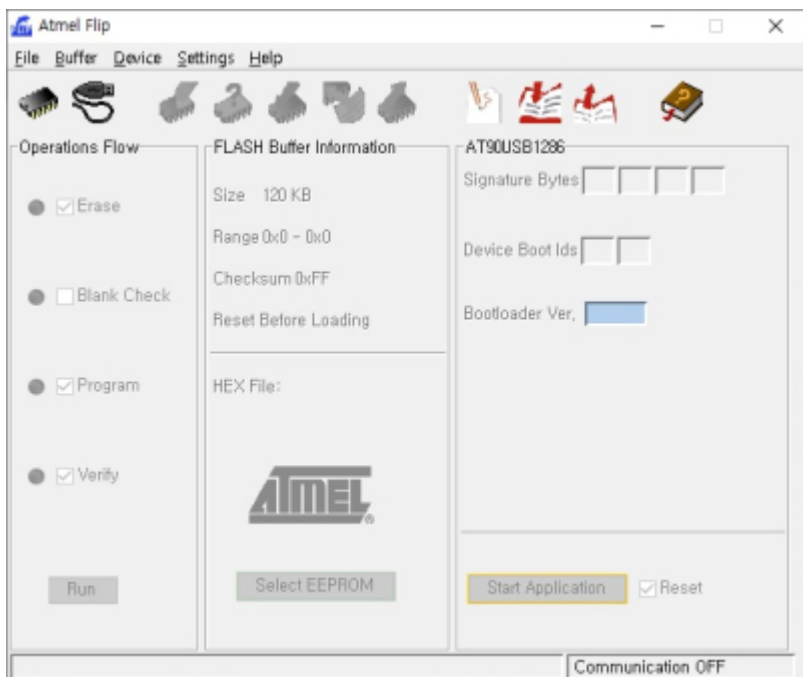 Atmel Flip
File Buffer Device Settings Help
Operations Flow
Erase
Blank Check
Program
Verify
Run
FLASH Buffer Information
Size 120 KB
Range 0x0 - 0x0
Checksum 0xFF
Reset Before Loading
HEX File:
ATMEL
Select EEPROM
AT90USB1286
Signature Bytes
Device Boot Ids
Bootloader Ver.
Start Application
Reset
Communication OFF